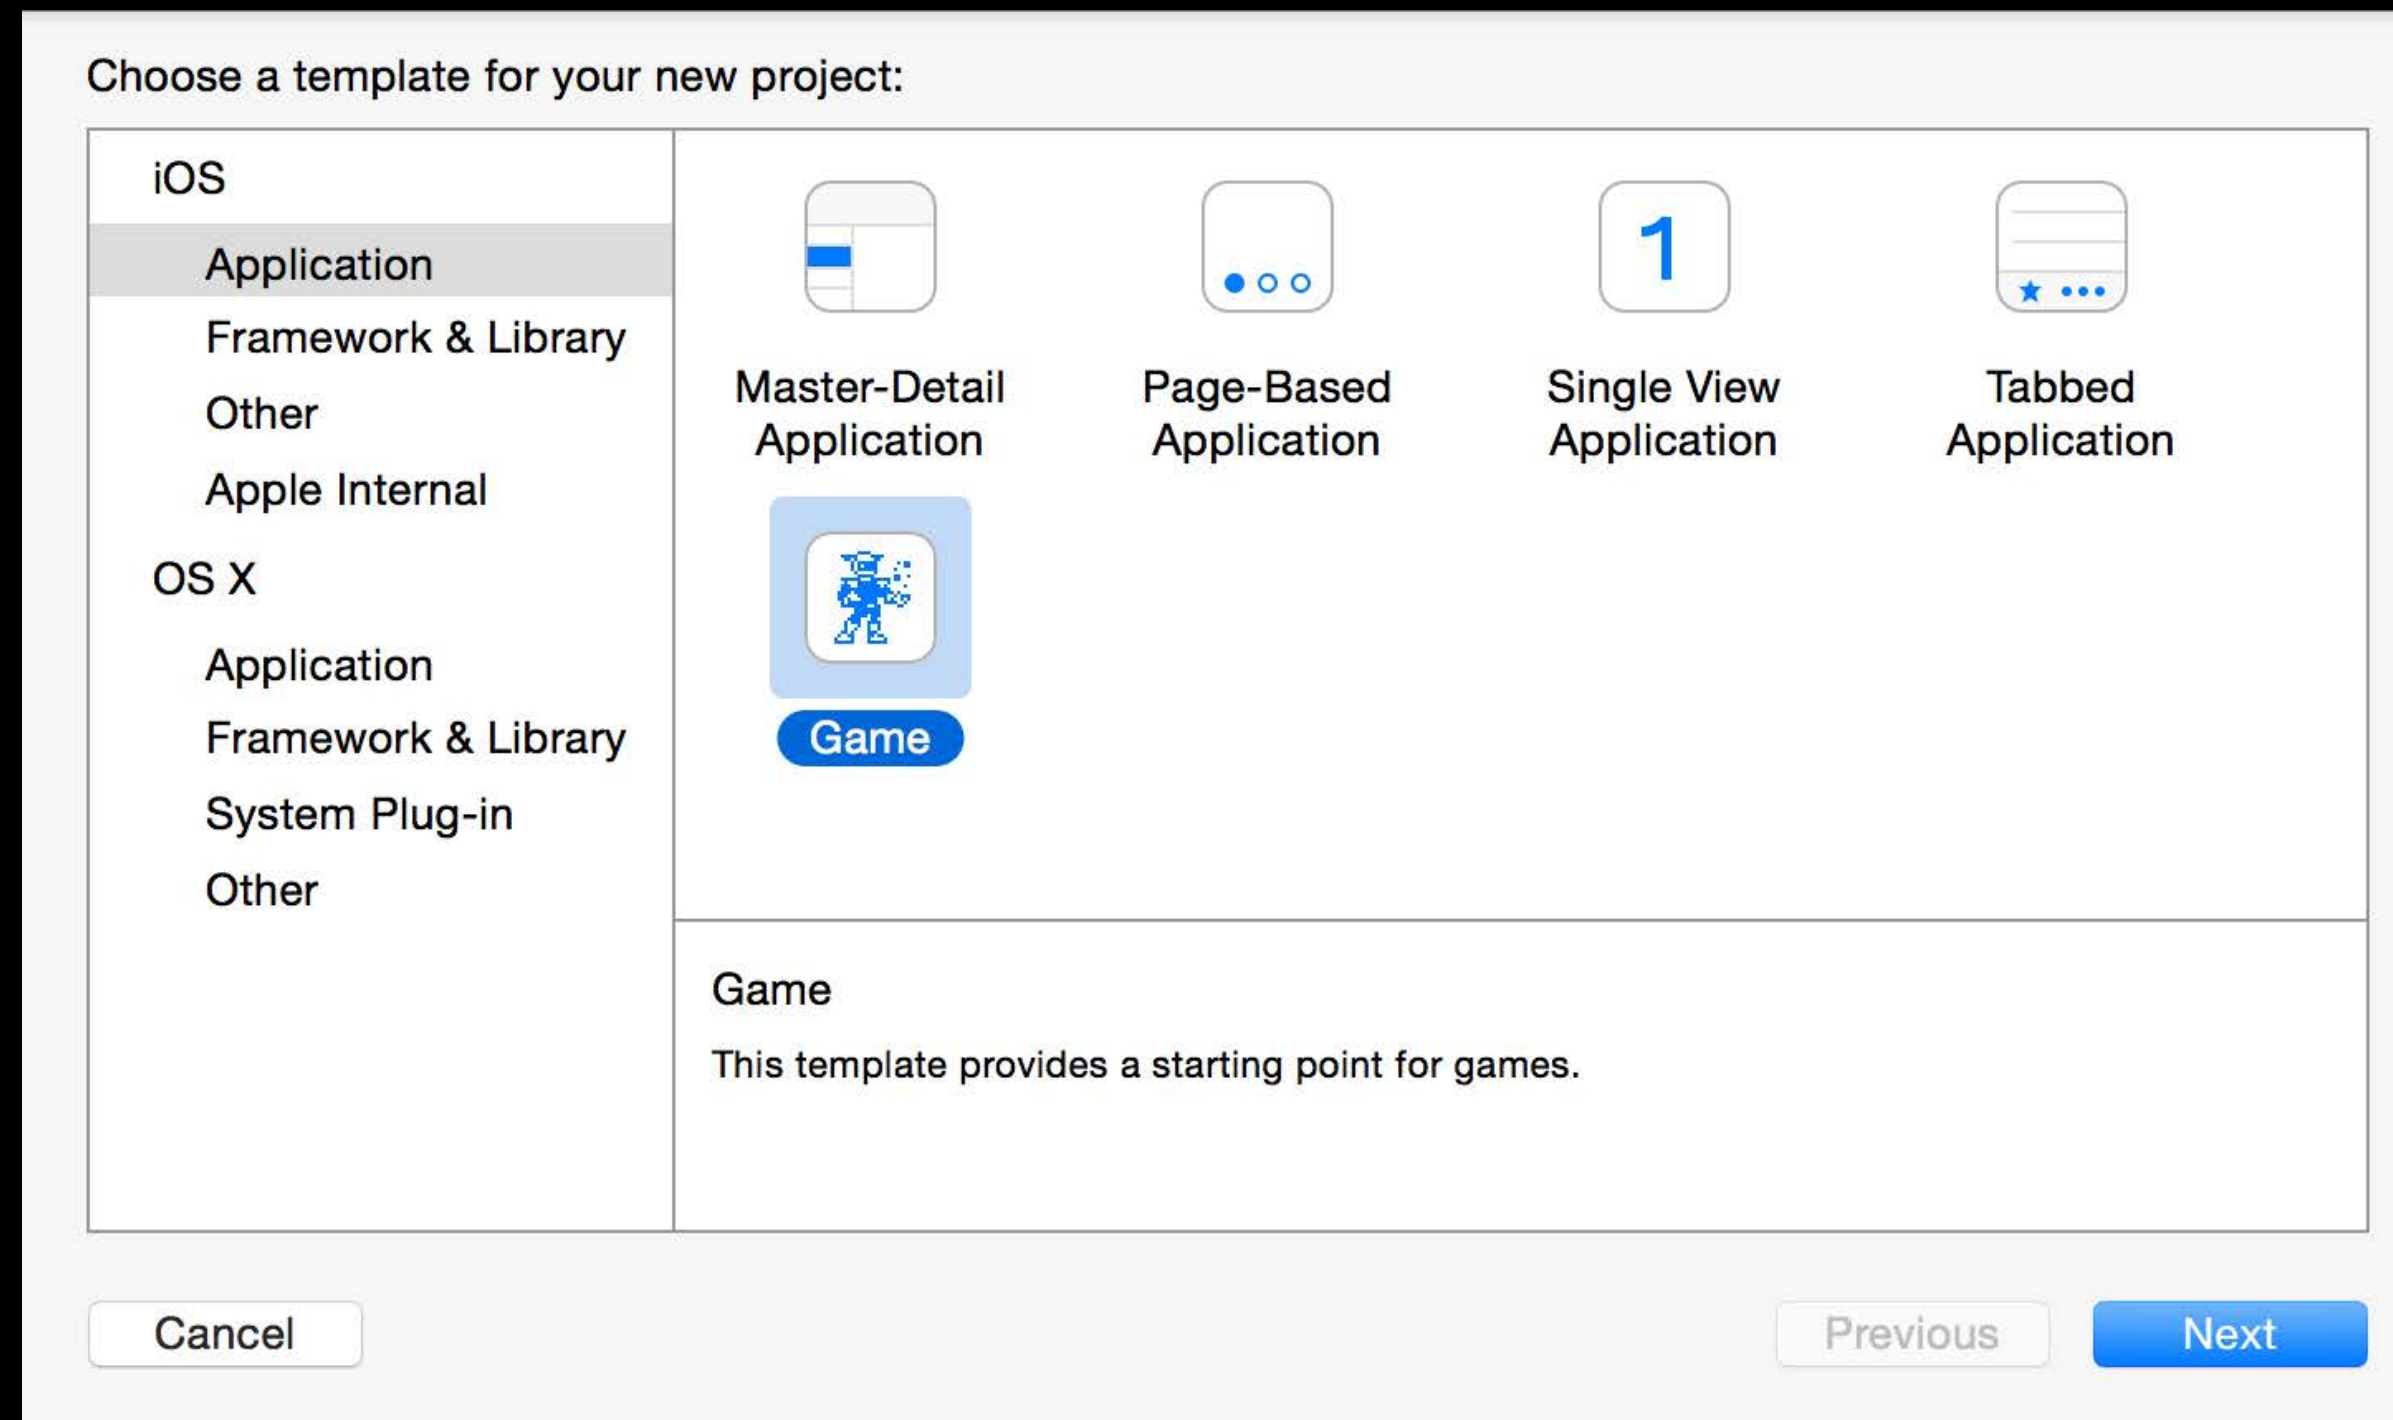 Choose a template for your new project:
iOS
Application
Framework & Library
Other
Apple Internal
OS X
Application
Framework & Library
System Plug-in
Other
Master-Detail
Application
Page-Based
Application
1
Single View
Application
Tabbed
Application
Game
Game
This template provides a starting point for games.
Cancel
Previous
Next